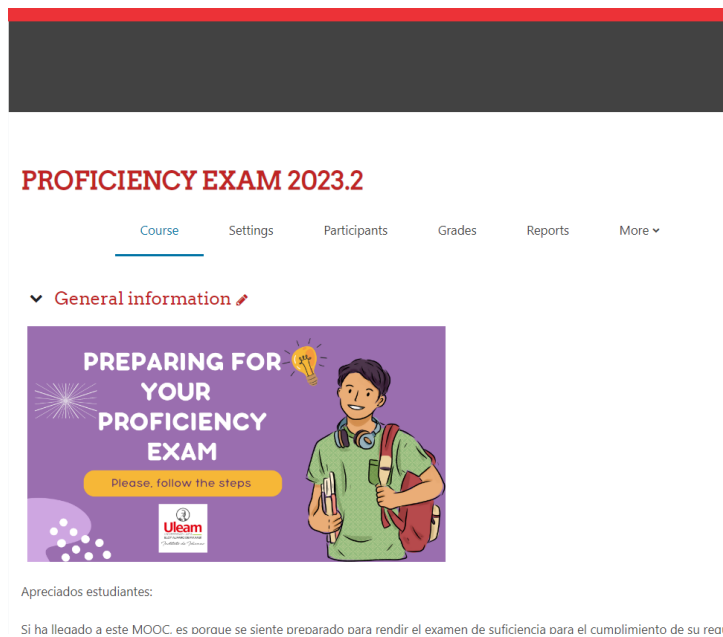 PROFICIENCY EXAM 2023.2
Course Settings Participants Grades Reports More
General information
PREPARING FOR
YOUR
PROFICIENCY
EXAM
Please, follow the steps
Uleam
Apreciados estudiantes:
Si ha llegado a este MOOC, es porque se siente preparado para rendir el examen de suficiencia para el cumplimiento de su requ